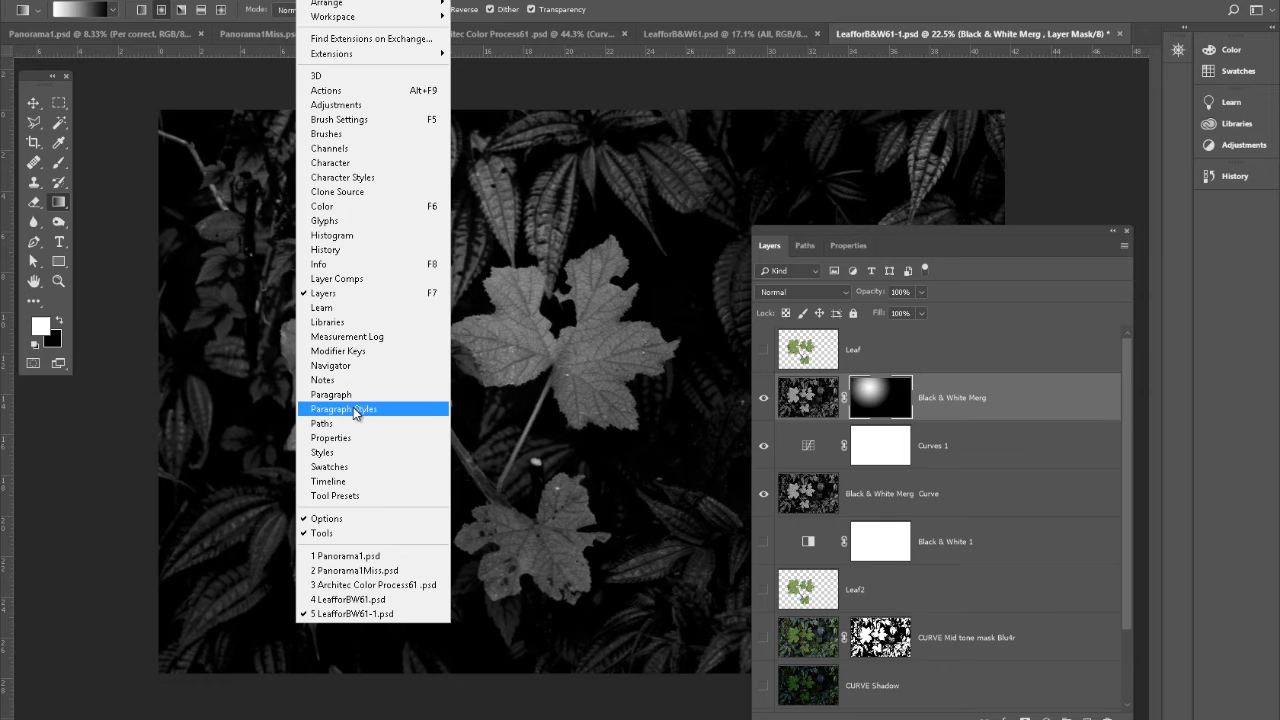 Mode:
Reverse
Dither
Transparency
Panorama1.psd @ 8.33% (Per correct, RGB/8...
Panorama1Miss.ps
tec Color Process61 .psd @ 44.3% (Curv...
LeafforB&W61.psd @ 17.1% (All, RGB/8...
LeafforB&W61-1.psd @ 22.5% (Black & White Merg , Layer Mask/8) *
Arrange
Workspace
Find Extensions on Exchange...
Extensions
3D
Actions Alt+F9
Adjustments
Brush Settings F5
Brushes
Channels
Character
Character Styles
Clone Source
Color F6
Glyphs
Histogram
History
Info F8
Layer Comps
Layers F7
Learn
Libraries
Measurement Log
Modifier Keys
Navigator
Notes
Paragraph
Paragraph Styles
Paths
Properties
Styles
Swatches
Timeline
Tool Presets
Options
Tools
1 Panorama1.psd
2 Panorama1Miss.psd
3 Architec Color Process61 .psd
4 LeafforBW61.psd
5 LeafforBW61-1.psd
Layers Paths Properties
Kind
Normal Opacity: 100%
Lock: Fill: 100%
Leaf
Black & White Merg
Curves 1
Black & White Merg Curve
Black & White 1
Leaf2
CURVE Mid tone mask Blu4r
CURVE Shadow
Color
Swatches
Learn
Libraries
Adjustments
History